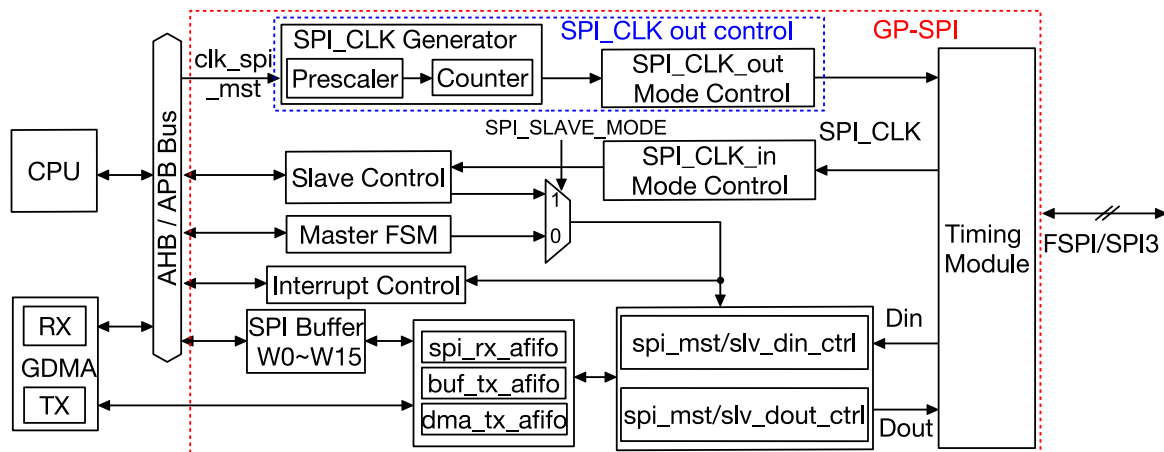 SPI_CLK Generator
SPI_CLK out control
GP-SPI
clk_spi
_mst
Prescaler
Counter
SPI_CLK_out
Mode Control
SPI_SLAVE_MODE
SPI_CLK
CPU
AHB / APB Bus
Slave Control
SPI_CLK_in
Mode Control
1
0
Master FSM
Timing
Module
FSPI/SPI3
Interrupt Control
RX
GDMA
TX
SPI Buffer
W0~W15
spi_rx_afifo
buf_tx_afifo
dma_tx_afifo
spi_mst/slv_din_ctrl
spi_mst/slv_dout_ctrl
Din
Dout